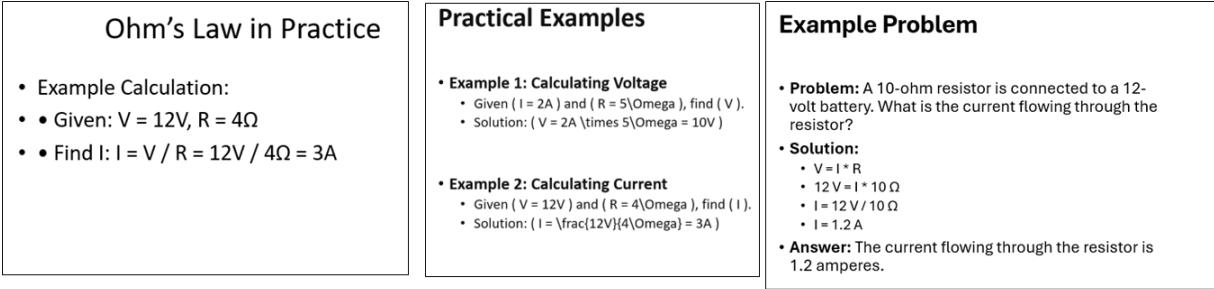 Ohm's Law in Practice
• Example Calculation:
• • Given: V = 12V, R = 4Ω
• • Find I: I = V / R = 12V / 4Ω = 3A
Practical Examples
• Example 1: Calculating Voltage
• Given ( I = 2A ) and ( R = 5\Omega ), find ( V ).
• Solution: ( V = 2A \times 5\Omega = 10V )
• Example 2: Calculating Current
• Given ( V = 12V ) and ( R = 4\Omega ), find ( I ).
• Solution: ( I = \frac{12V}{4\Omega} = 3A )
Example Problem
• Problem: A 10-ohm resistor is connected to a 12-
volt battery. What is the current flowing through the
resistor?
• Solution:
• V = I * R
• 12 V = I * 10 Ω
• I = 12 V / 10 Ω
• I = 1.2 A
• Answer: The current flowing through the resistor is
1.2 amperes.